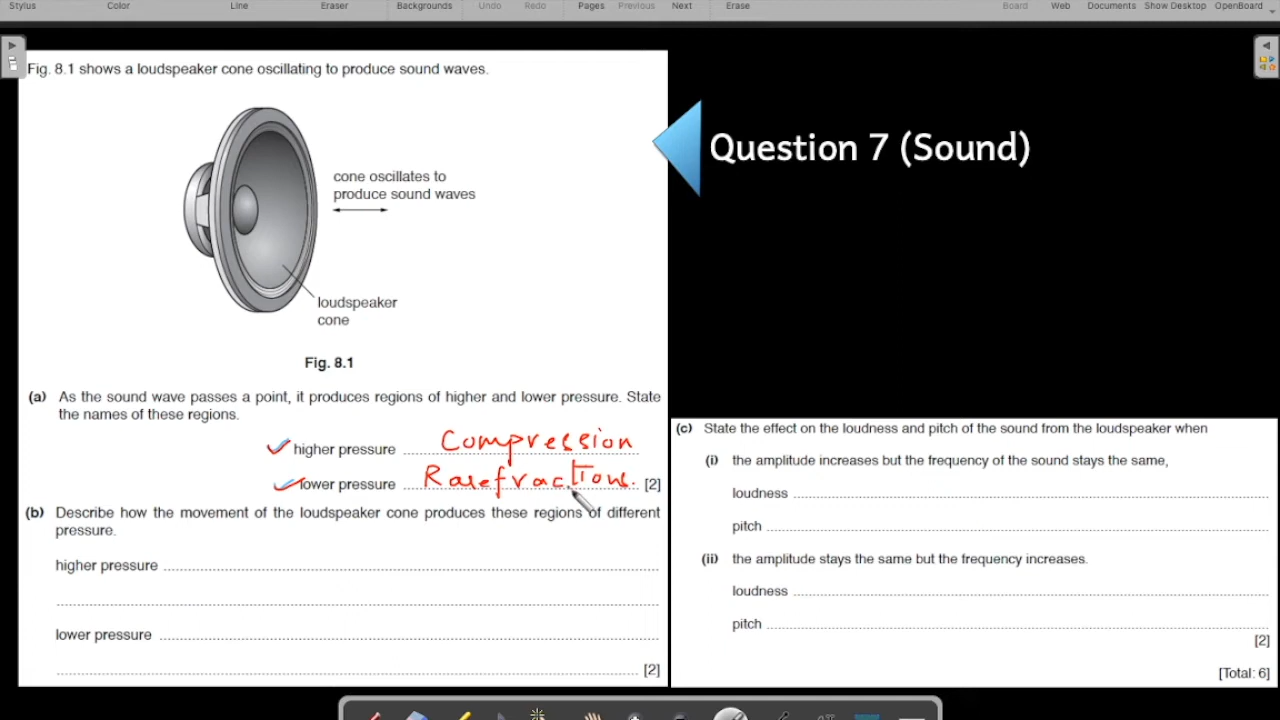 Stylus Color Line Eraser Backgrounds Undo Redo Pages Previous Next Erase Board Web Documents Show Desktop OpenBoard
Fig. 8.1 shows a loudspeaker cone oscillating to produce sound waves.
cone oscillates to
produce sound waves
loudspeaker
cone
Fig. 8.1
(a) As the sound wave passes a point, it produces regions of higher and lower pressure. State
the names of these regions.
higher pressure Compression
lower pressure Rarefractions. [2]
(b) Describe how the movement of the loudspeaker cone produces these regions of different
pressure.
higher pressure
lower pressure
[2]
Question 7 (Sound)
(c) State the effect on the loudness and pitch of the sound from the loudspeaker when
(i) the amplitude increases but the frequency of the sound stays the same,
loudness
pitch
(ii) the amplitude stays the same but the frequency increases.
loudness
pitch
[2]
[Total: 6]